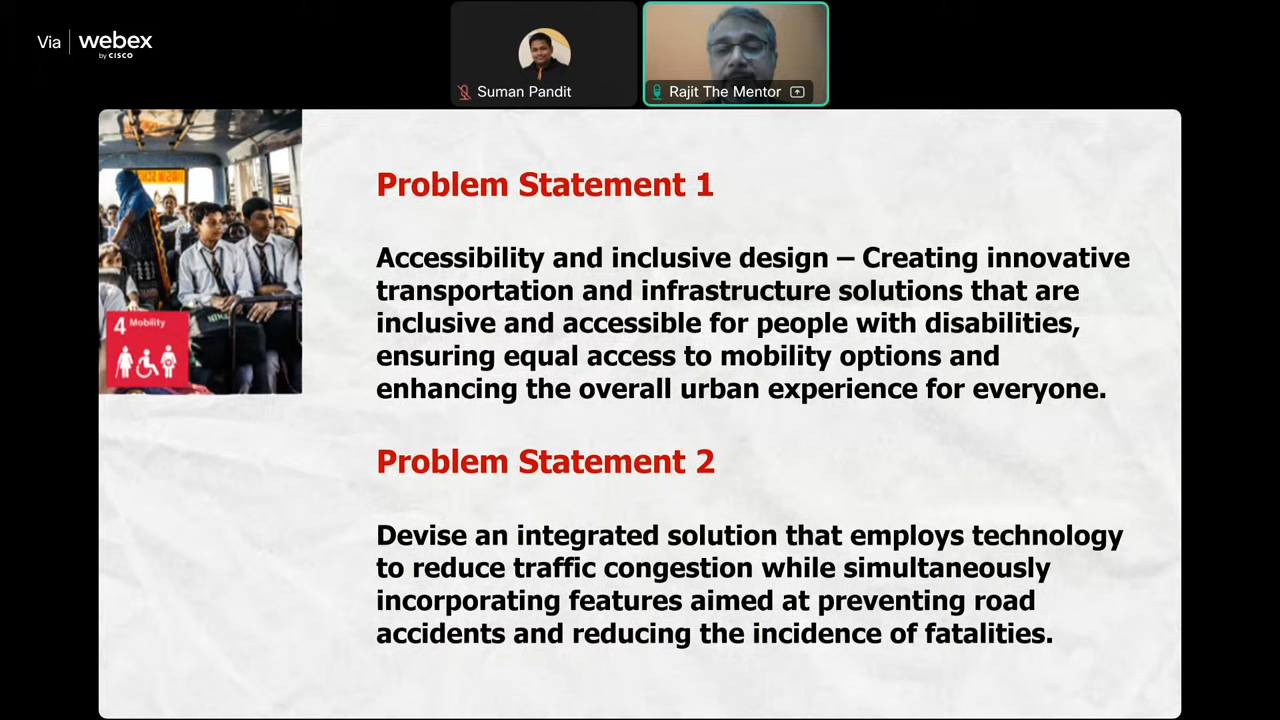 Via
webex
by CISCO
Suman Pandit
Rajit The Mentor
Problem Statement 1
Accessibility and inclusive design – Creating innovative
transportation and infrastructure solutions that are
inclusive and accessible for people with disabilities,
ensuring equal access to mobility options and
enhancing the overall urban experience for everyone.
4 Mobility
Problem Statement 2
Devise an integrated solution that employs technology
to reduce traffic congestion while simultaneously
incorporating features aimed at preventing road
accidents and reducing the incidence of fatalities.